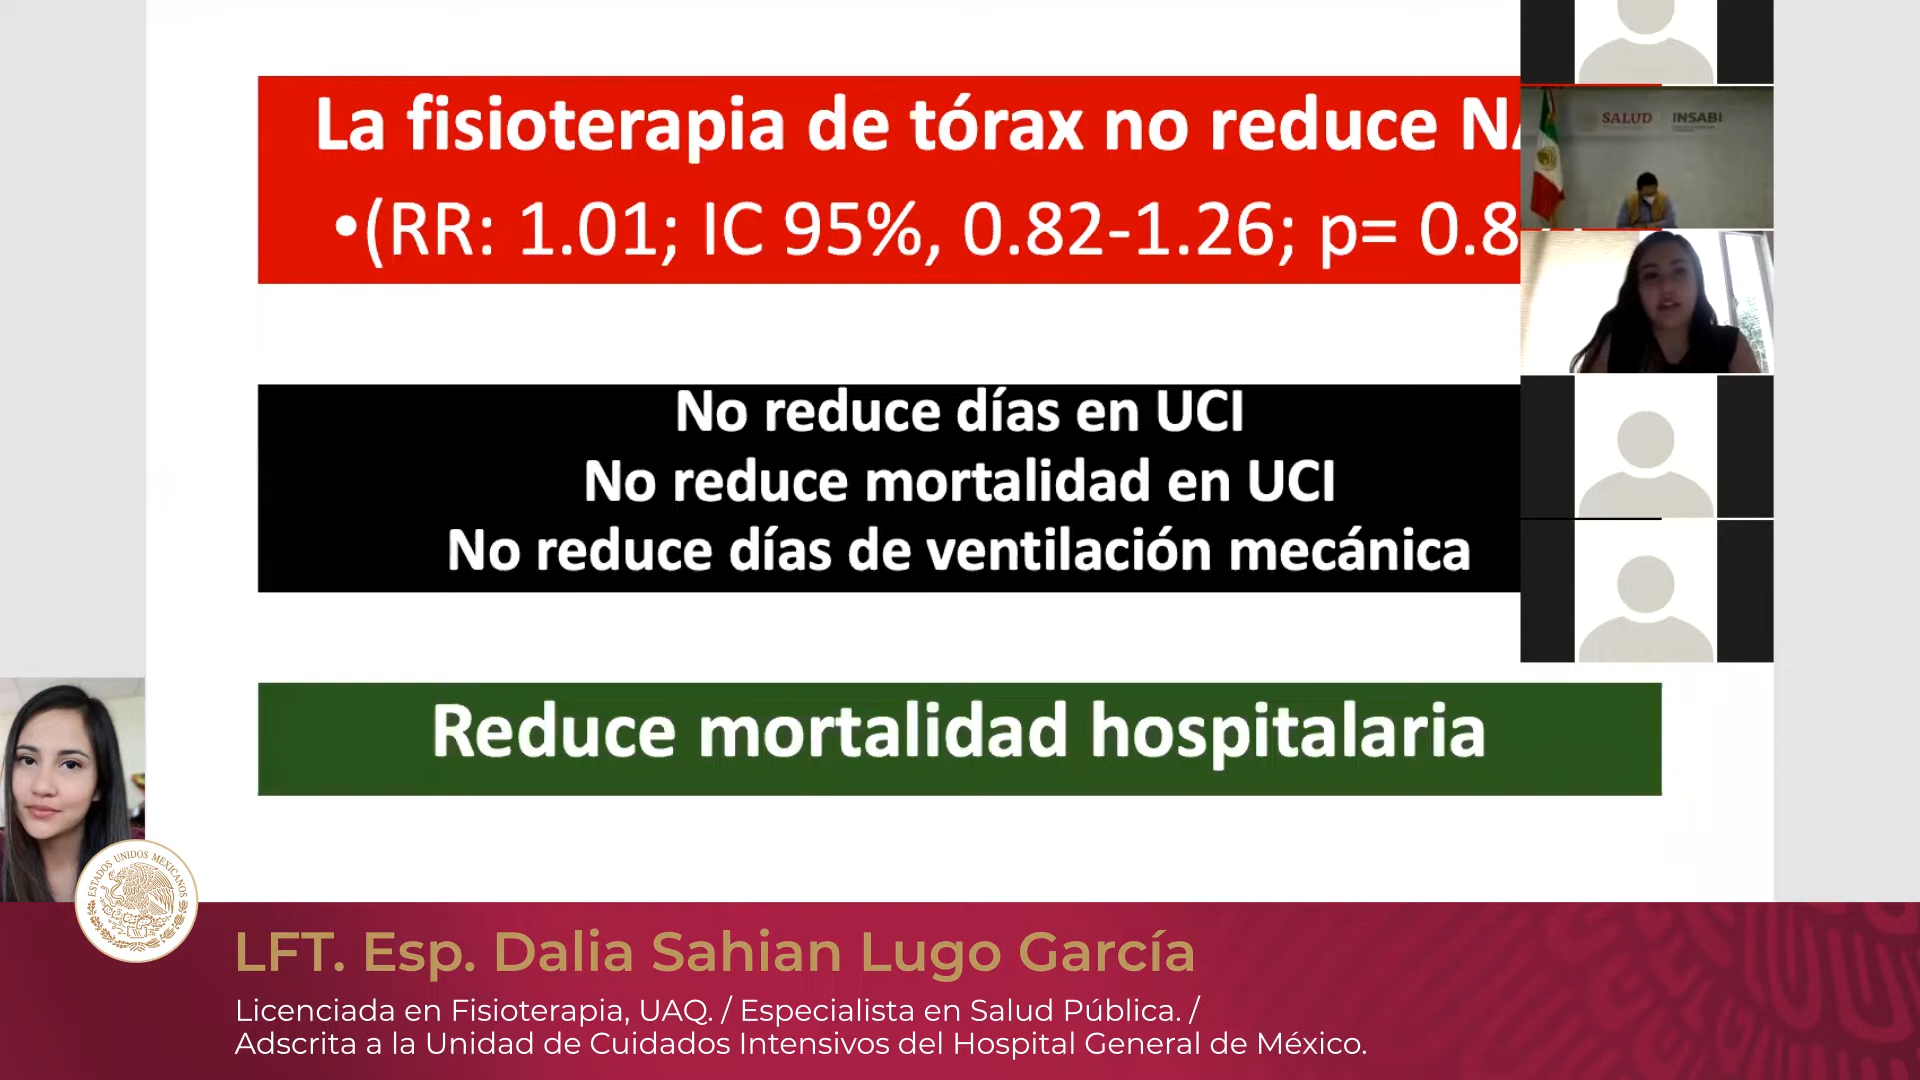 La fisioterapia de tórax no reduce
•(RR: 1.01; IC 95%, 0.82-1.26; p= 0.8
No reduce días en UCI
No reduce mortalidad en UCI
No reduce días de ventilación mecánica
Reduce mortalidad hospitalaria
SALUD INSABI
ESTADOS UNIDOS MEXICANOS
LFT. Esp. Dalia Sahian Lugo García
Licenciada en Fisioterapia, UAQ. / Especialista en Salud Pública. /
Adscrita a la Unidad de Cuidados Intensivos del Hospital General de México.